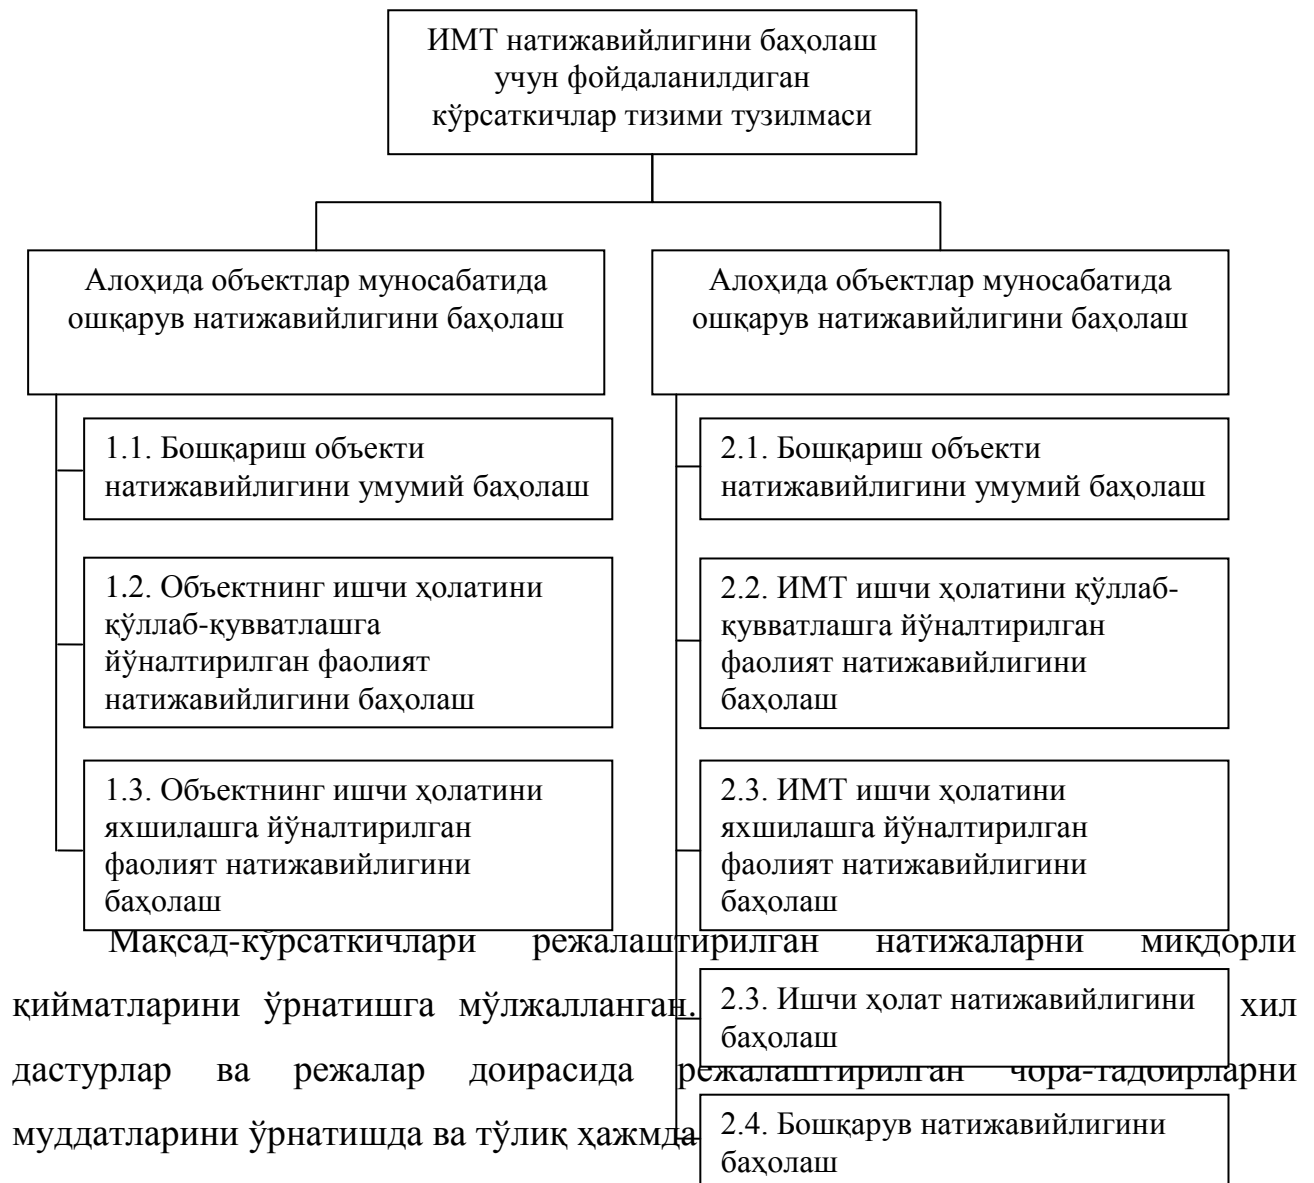 ИМТ натижавийлигини баҳолаш
учун фойдаланилдиган
кўрсаткичлар тизими тузилмаси
Алоҳида объектлар муносабатида
ошқарув натижавийлигини баҳолаш
Алоҳида объектлар муносабатида
ошқарув натижавийлигини баҳолаш
1.1. Бошқариш объекти
натижавийлигини умумий баҳолаш
1.2. Объектнинг ишчи ҳолатини
қўллаб-қувватлашга
йўналтирилган фаолият
натижавийлигини баҳолаш
1.3. Объектнинг ишчи ҳолатини
яхшилашга йўналтирилган
фаолият натижавийлигини
баҳолаш
2.1. Бошқариш объекти
натижавийлигини умумий баҳолаш
2.2. ИМТ ишчи ҳолатини қўллаб-
қувватлашга йўналтирилган
фаолият натижавийлигини
баҳолаш
2.3. ИМТ ишчи ҳолатини
яхшилашга йўналтирилган
фаолият натижавийлигини
баҳолаш
2.3. Ишчи ҳолат натижавийлигини
баҳолаш
2.4. Бошқарув натижавийлигини
баҳолаш
Мақсад-кўрсаткичлари режалаштирилган натижаларни миқдорли
қийматларини ўрнатишга мўлжалланган. хил
дастурлар ва режалар доирасида режалаштирилган чора-тадбирларни
муддатларини ўрнатишда ва тўлиқ ҳажмда